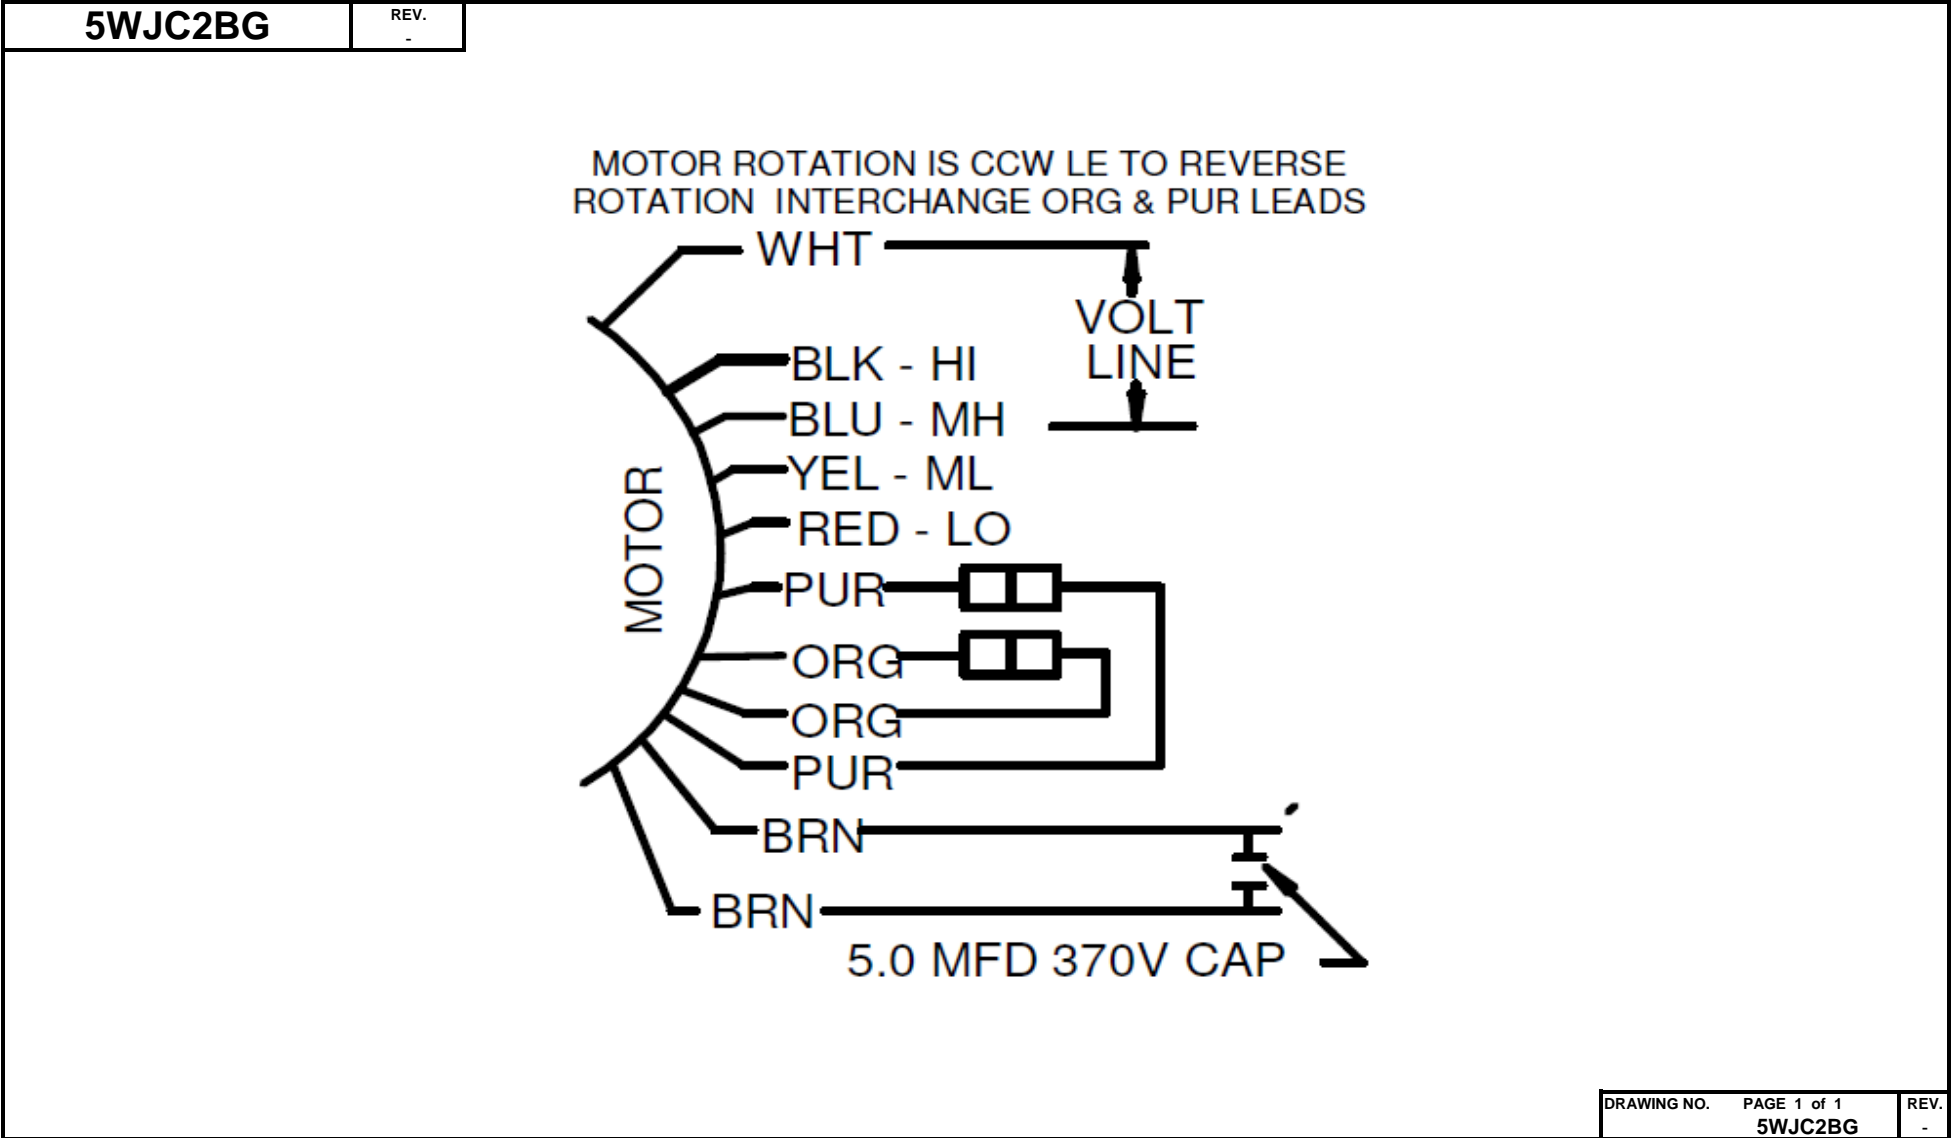 5WJC2BG
REV.
-
MOTOR ROTATION IS CCW LE TO REVERSE
ROTATION INTERCHANGE ORG & PUR LEADS
WHT
VOLT
LINE
BLK - HI
BLU - MH
YEL - ML
RED - LO
MOTOR
PUR
ORG
ORG
PUR
BRN
BRN
5.0 MFD 370V CAP
DRAWING NO. PAGE 1 of 1 REV.
5WJC2BG -